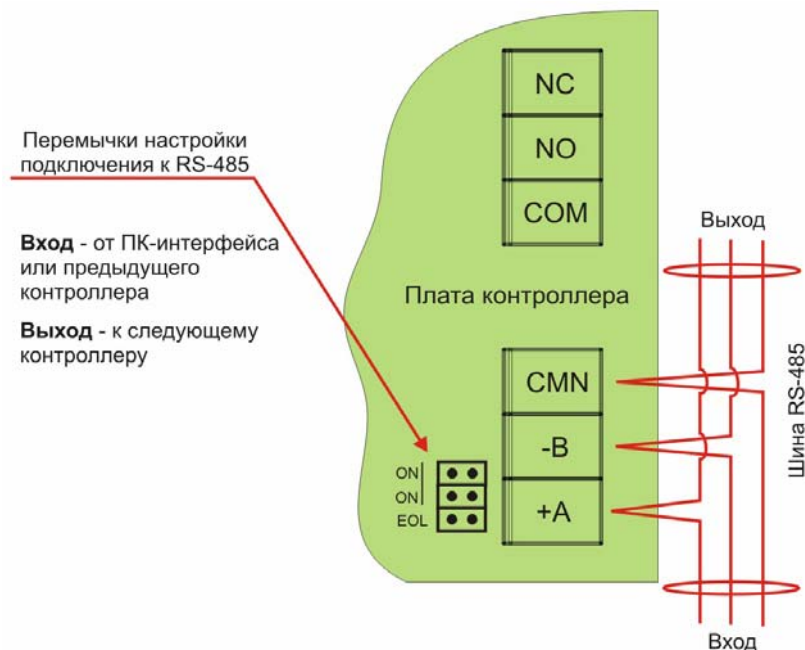 Перемычки настройки
подключения к RS-485
Вход - от ПК-интерфейса
или предыдущего
контроллера
Выход - к следующему
контроллеру
NC
NO
COM
Плата контроллера
CMN
-B
+A
ON
ON
EOL
Выход
Шина RS-485
Вход